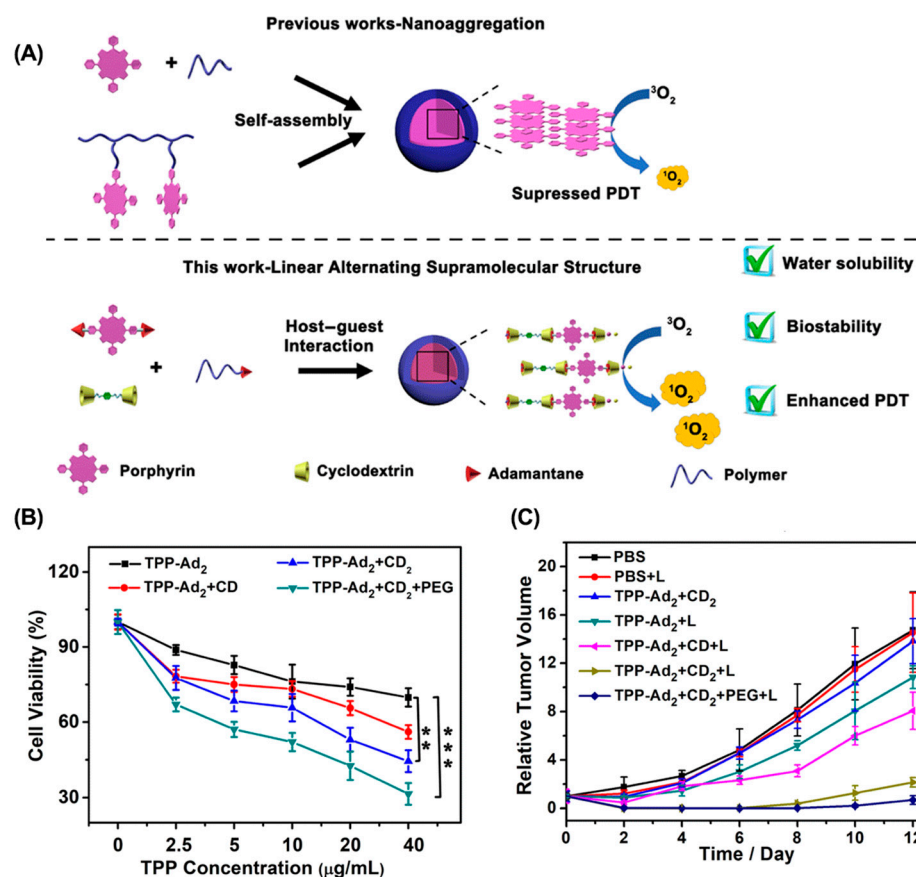 (A)
Previous works-Nanoaggregation
+
Self-assembly
³O₂
¹O₂
Supressed PDT
This work-Linear Alternating Supramolecular Structure
Water solubility
Host–guest
Interaction
+
³O₂
Biostability
¹O₂
¹O₂
Enhanced PDT
Porphyrin
Cyclodextrin
Adamantane
Polymer
(B)
TPP-Ad₂
TPP-Ad₂+CD₂
TPP-Ad₂+CD
TPP-Ad₂+CD₂+PEG
Cell Viability (%)
120
90
60
30
**
***
0
2.5
5
10
20
40
TPP Concentration (μg/mL)
(C)
PBS
PBS+L
TPP-Ad₂+CD₂
TPP-Ad₂+L
TPP-Ad₂+CD+L
TPP-Ad₂+CD₂+L
TPP-Ad₂+CD₂+PEG+L
Relative Tumor Volume
20
16
12
8
4
0
0
2
4
6
8
10
12
Time / Day